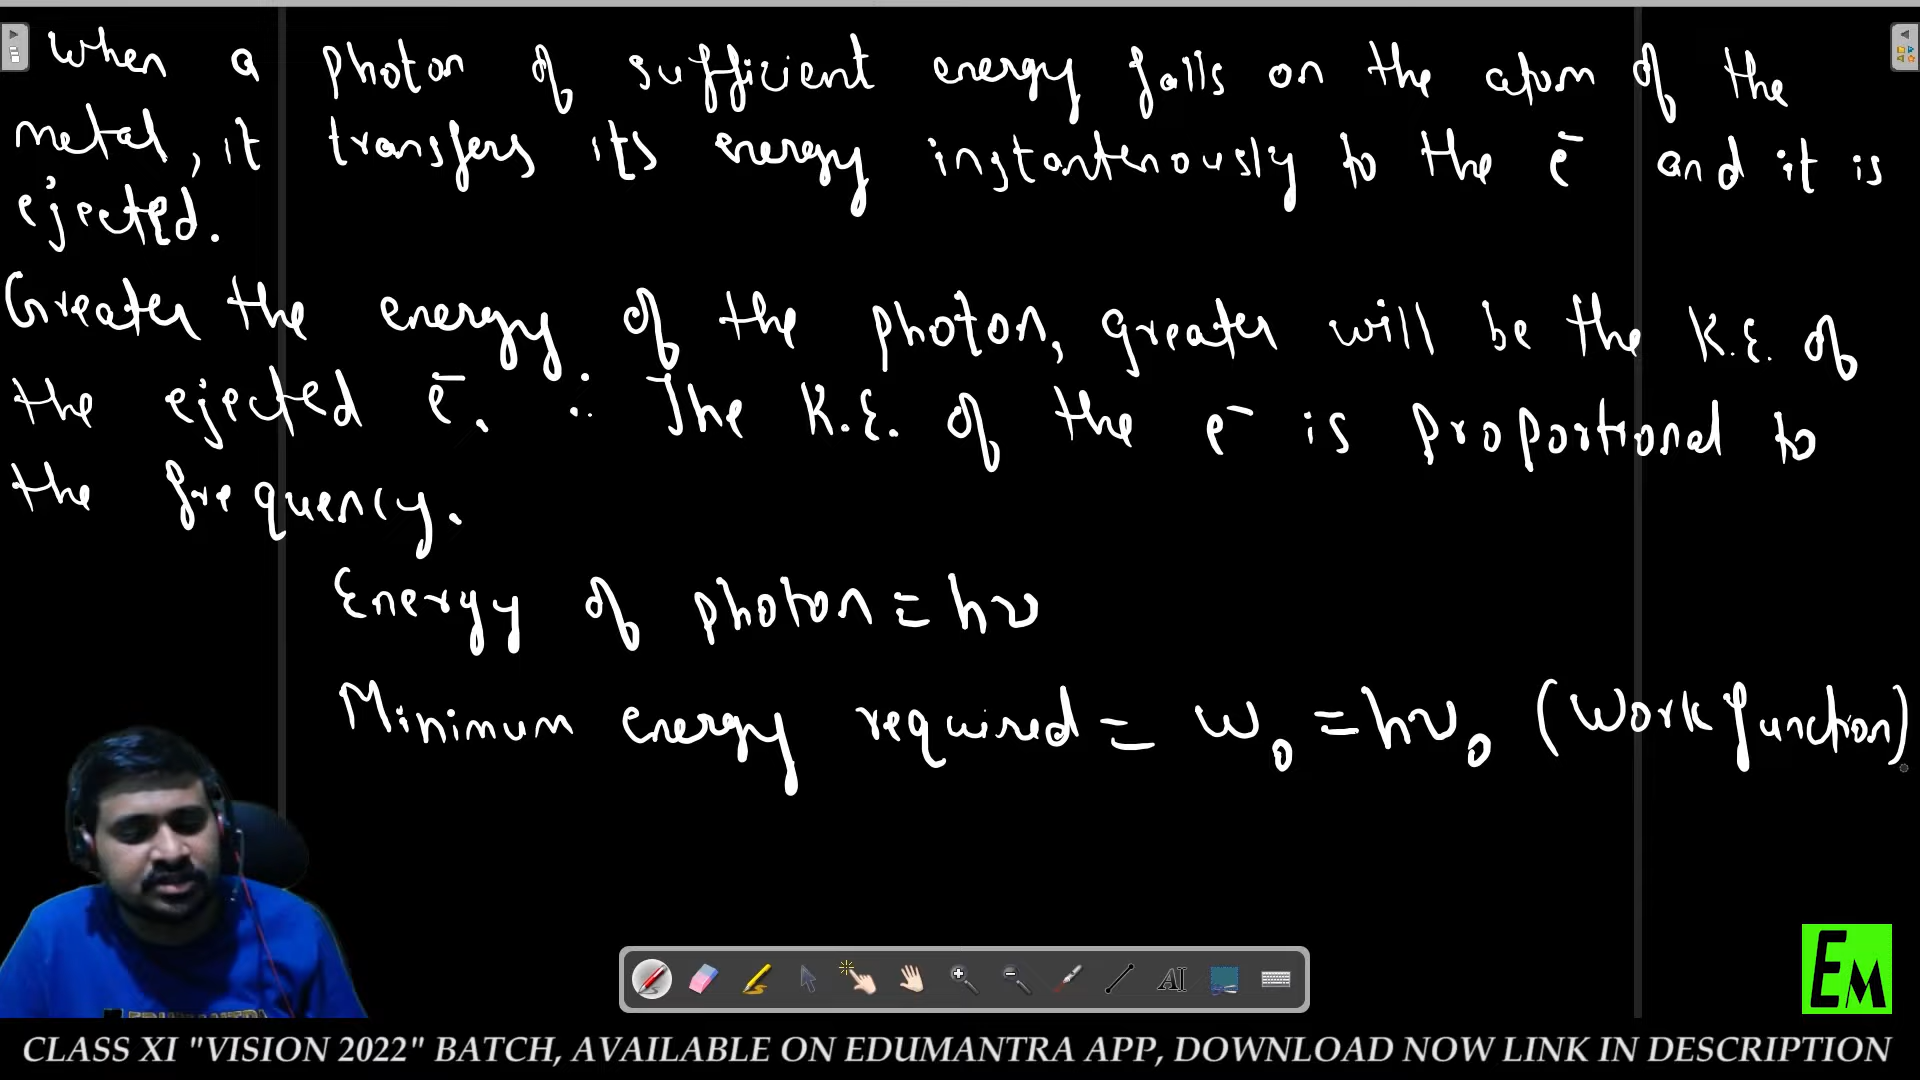 When a photon of sufficient energy falls on the atom of the
metal, it transfers its energy instantenously to the e⁻ and it is
ejected.
Greater the energy of the photon, greater will be the K.E. of
the ejected e⁻. ∴ The K.E. of the e⁻ is proportional to
the frequency.
Energy of photon = hν
Minimum energy required = w₀ = hν₀ (Work function)
AI
EM
CLASS XI "VISION 2022" BATCH, AVAILABLE ON EDUMANTRA APP, DOWNLOAD NOW LINK IN DESCRIPTION